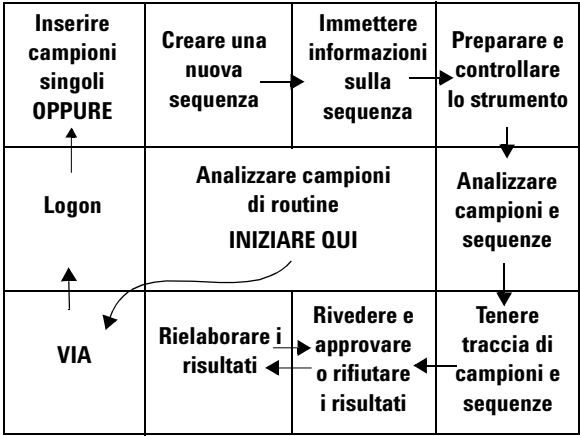 Inserire
campioni
singoli
OPPURE
Creare una
nuova
sequenza
Immettere
informazioni
sulla
sequenza
Preparare e
controllare
lo strumento
Logon
Analizzare campioni
di routine
INIZIARE QUI
Analizzare
campioni e
sequenze
VIA
Rielaborare i
risultati
Rivedere e
approvare
o rifiutare
i risultati
Tenere
traccia di
campioni e
sequenze